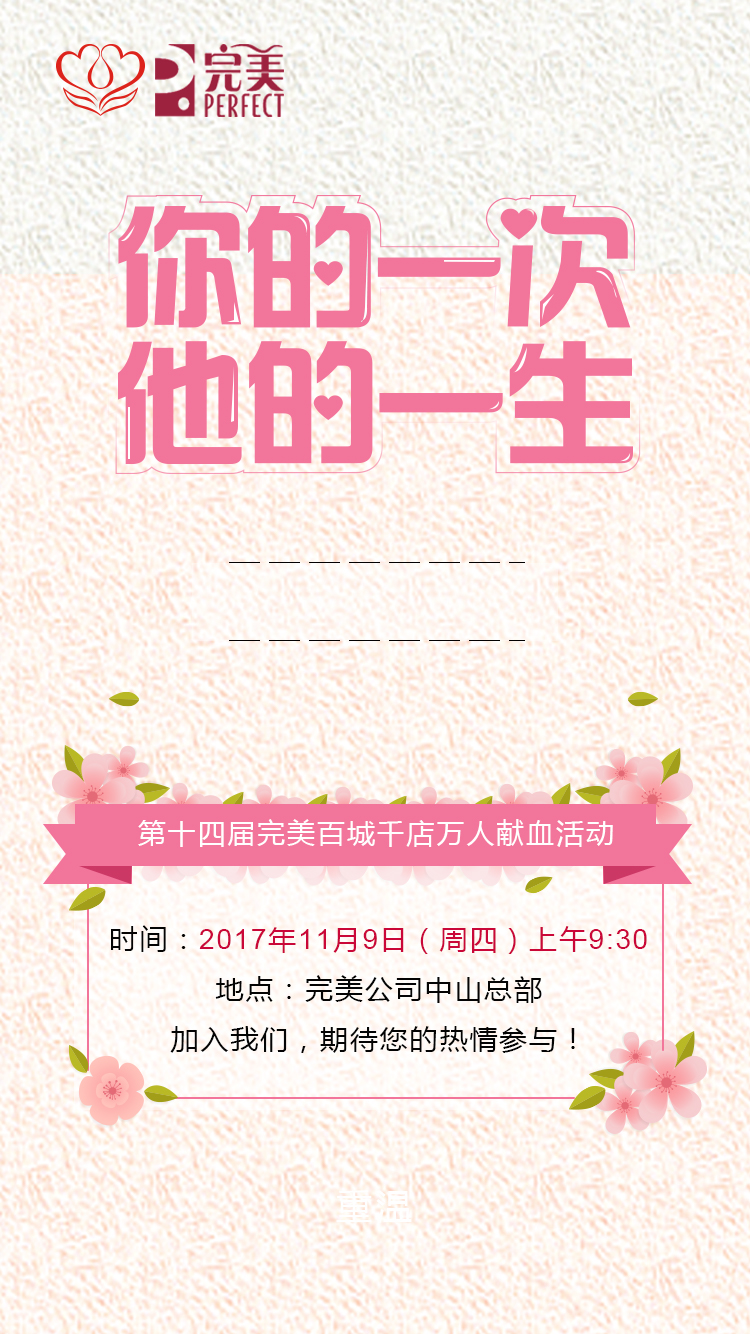 完美
PERFECT
你的一次
他的一生
第十四届完美百城千店万人献血活动
时间：2017年11月9日（周四）上午9:30
地点：完美公司中山总部
加入我们，期待您的热情参与！
重温